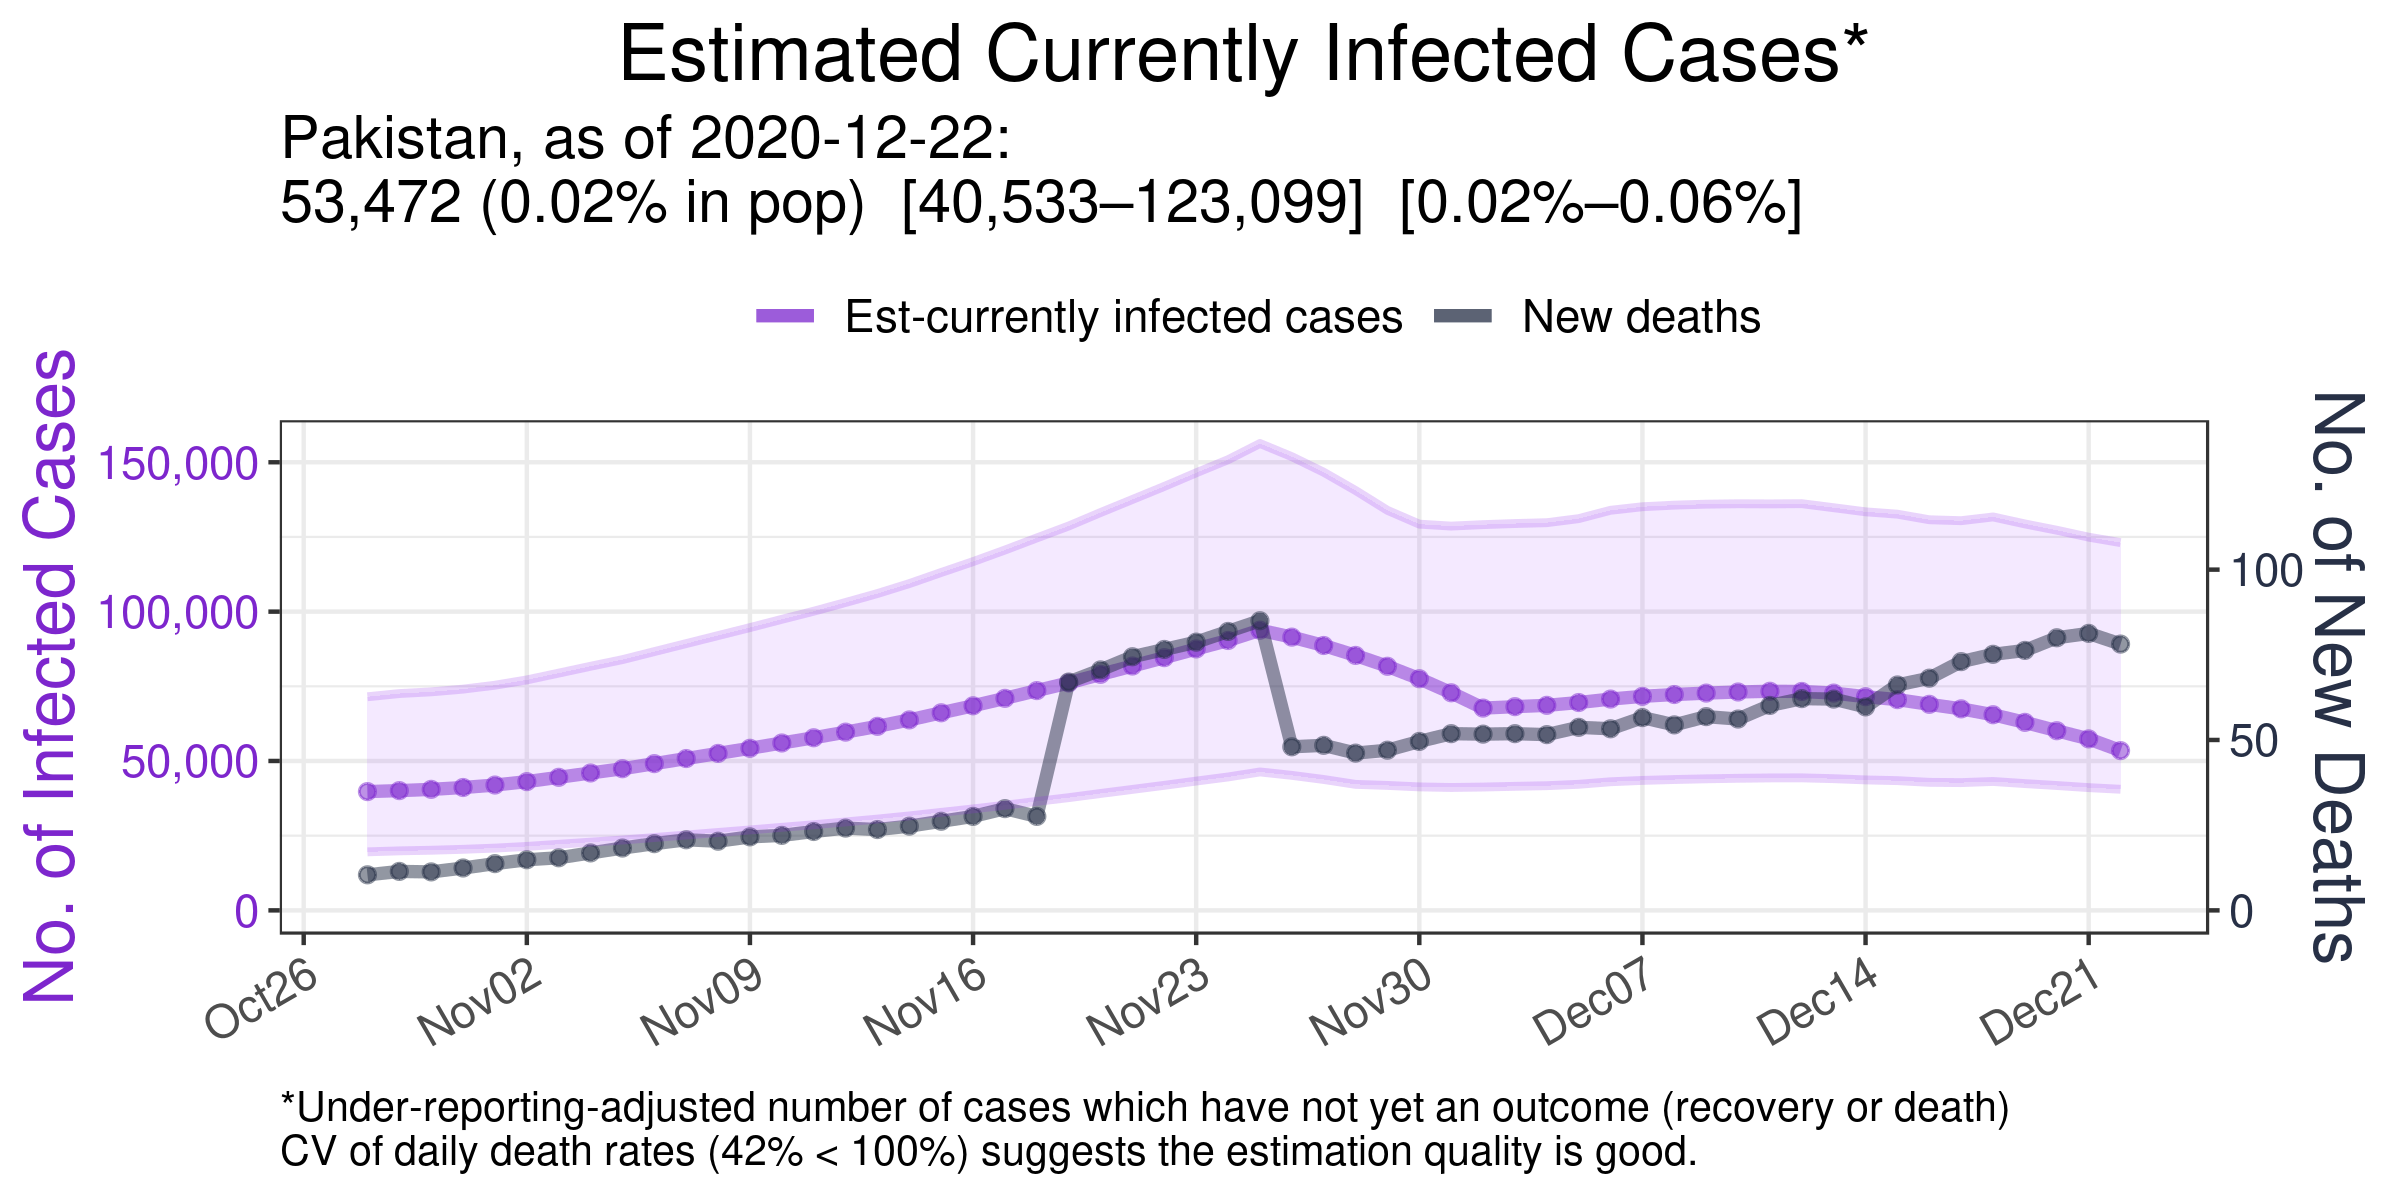 Estimated Currently Infected Cases*
Pakistan, as of 2020-12-22:
53,472 (0.02% in pop)  [40,533–123,099]  [0.02%–0.06%]
Est-currently infected cases
New deaths
No. of Infected Cases
150,000
100,000
50,000
0
No. of New Deaths
100
50
0
Oct26
Nov02
Nov09
Nov16
Nov23
Nov30
Dec07
Dec14
Dec21
*Under-reporting-adjusted number of cases which have not yet an outcome (recovery or death)
CV of daily death rates (42% < 100%) suggests the estimation quality is good.